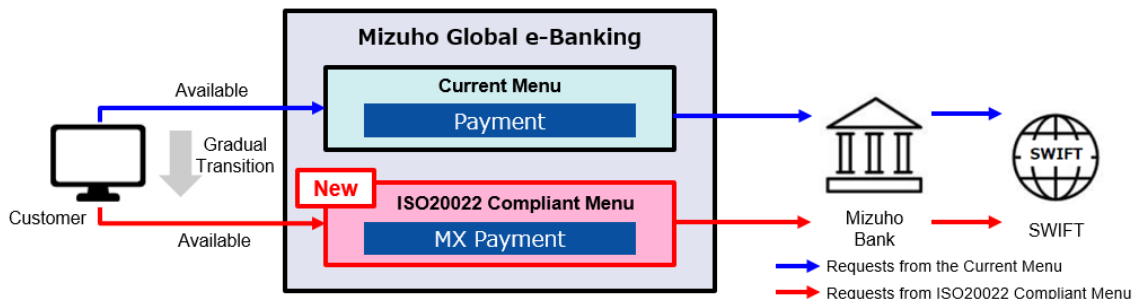 Mizuho Global e-Banking
Available
Current Menu
Payment
Gradual
Transition
Customer
Available
New
ISO20022 Compliant Menu
MX Payment
Mizuho
Bank
SWIFT
SWIFT
Requests from the Current Menu
Requests from ISO20022 Compliant Menu